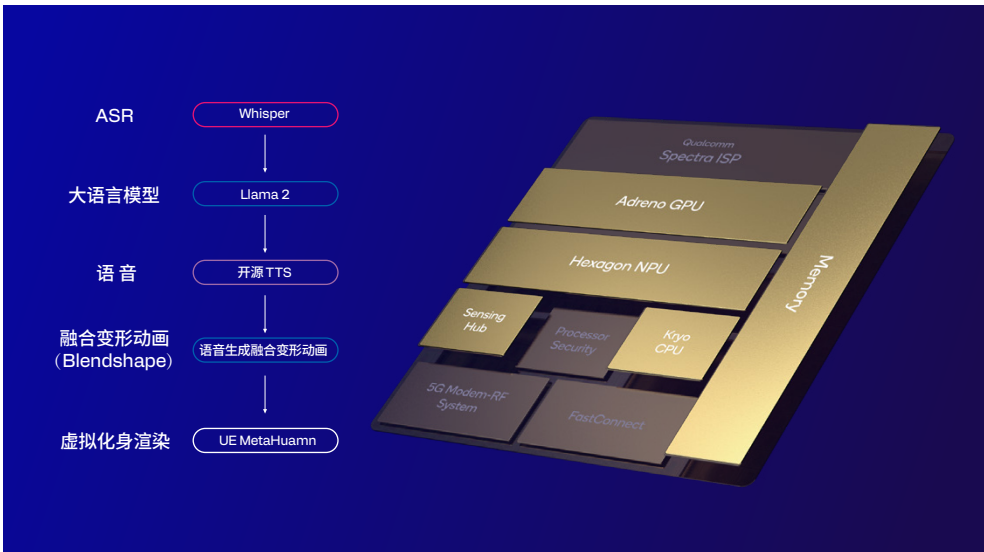 ASR
Whisper
大语言模型
Llama 2
语 音
开源 TTS
融合变形动画
（Blendshape）
语音生成融合变形动画
虚拟化身渲染
UE MetaHuamn
Qualcomm
Spectra ISP
Adreno GPU
Hexagon NPU
Sensing
Hub
Processor
Security
Kryo
CPU
Memory
5G Modem-RF
System
FastConnect